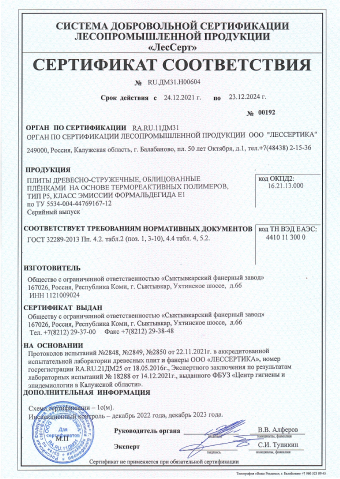 СИСТЕМА ДОБРОВОЛЬНОЙ СЕРТИФИКАЦИИ
ЛЕСОПРОМЫШЛЕННОЙ ПРОДУКЦИИ
«ЛесСерт»
СЕРТИФИКАТ СООТВЕТСТВИЯ
№ RU.ДМ31.Н00604
Срок действия с 24.12.2021г. по 23.12.2024 г.
№ 00192
ОРГАН ПО СЕРТИФИКАЦИИ RA.RU.11ДМ31
ОРГАН ПО СЕРТИФИКАЦИИ ЛЕСОПРОМЫШЛЕННОЙ ПРОДУКЦИИ ООО "ЛЕССЕРТИКА"
249000, Россия, Калужская область, г. Балабаново, пл. 50 лет Октября, д.1, тел.+7(48438) 2-15-36
ПРОДУКЦИЯ
ПЛИТЫ ДРЕВЕСНО-СТРУЖЕЧНЫЕ, ОБЛИЦОВАННЫЕ
ПЛЁНКАМИ НА ОСНОВЕ ТЕРМОРЕАКТИВНЫХ ПОЛИМЕРОВ,
ТИП Р5, КЛАСС ЭМИССИИ ФОРМАЛЬДЕГИДА Е1
по ТУ 5534-004-44769167-12
Серийный выпуск
код ОКПД2:
16.21.13.000
СООТВЕТСТВУЕТ ТРЕБОВАНИЯМ НОРМАТИВНЫХ ДОКУМЕНТОВ
ГОСТ 32289-2013 Пп. 4.2. табл.2 (поз. 1, 3-10), 4.4 табл. 4, 5.2.
код ТН ВЭД ЕАЭС:
4410 11 300 0
ИЗГОТОВИТЕЛЬ
Общество с ограниченной ответственностью «Сыктывкарский фанерный завод»
167026, Россия, Республика Коми, г. Сыктывкар, Ухтинское шоссе, д.66
ИНН 1121009024
СЕРТИФИКАТ ВЫДАН
Общество с ограниченной ответственностью «Сыктывкарский фанерный завод»
167026, Россия, Республика Коми, г. Сыктывкар, Ухтинское шоссе, д.66
Тел. +7(8212) 29-37-00 Факс +7(8212) 29-38-48
НА ОСНОВАНИИ
Протоколов испытаний №2848, №2849, №2850 от 22.11.2021г. в аккредитованной
испытательной лаборатории древесных плит и фанеры ООО «ЛЕССЕРТИКА», номер
госрегистрации RA.RU.21ДМ25 от 18.05.2016г. Экспертного заключения по результатам
лабораторных испытаний № 18288 от 14.12.2021г., выданного ФБУЗ «Центр гигиены и
эпидемиологии в Калужской области»
ДОПОЛНИТЕЛЬНАЯ ИНФОРМАЦИЯ
Схема сертификации – 1с(м).
Инспекционный контроль – декабрь 2022 года, декабрь 2023 года.
Руководитель органа В.В. Алферов
М.П.
Эксперт С.И. Тупикин
Сертификат не применяется при обязательной сертификации